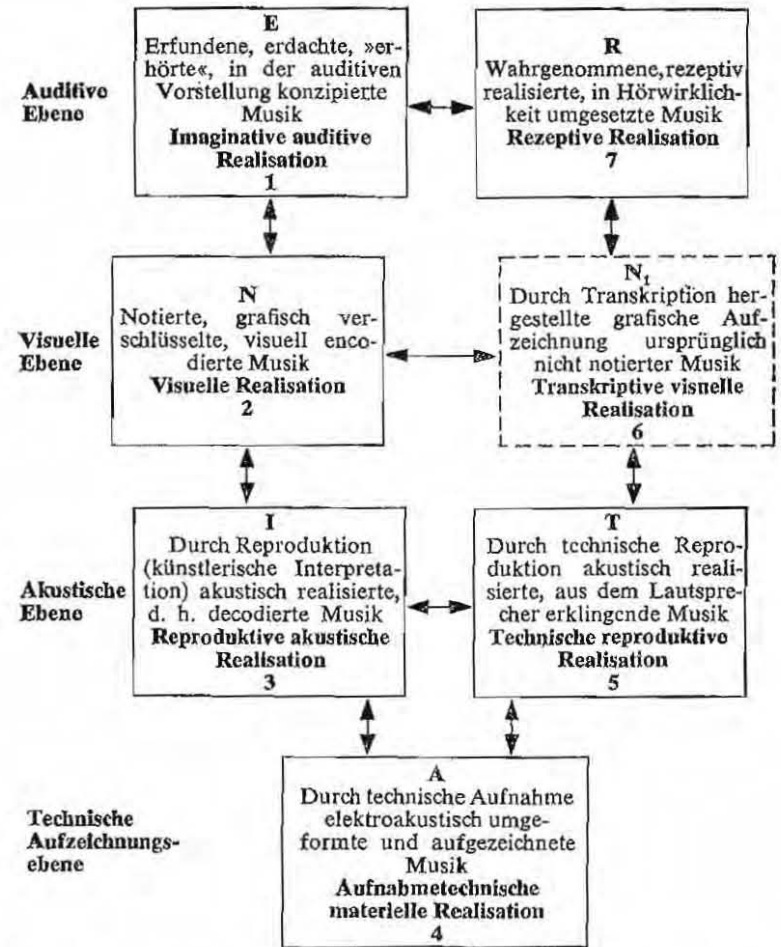 E
Erfundene, erdachte, »er-
hörte«, in der auditiven
Vorstellung konzipierte
Musik
Imaginative auditive
Realisation
1
R
Wahrgenommene, rezeptiv
realisierte, in Hörwirklich-
keit umgesetzte Musik
Rezeptive Realisation
7
Auditive
Ebene
N
Notierte, grafisch ver-
schlüsselte, visuell enco-
dierte Musik
Visuelle Realisation
2
N₁
Durch Transkription her-
gestellte grafische Auf-
zeichnung ursprünglich
nicht notierter Musik
Transkriptive visuelle
Realisation
6
Visuelle
Ebene
I
Durch Reproduktion
(künstlerische Interpreta-
tion) akustisch realisierte,
d. h. decodierte Musik
Reproduktive akustische
Realisation
3
T
Durch technische Repro-
duktion akustisch reali-
sierte, aus dem Lautspre-
cher erklingende Musik
Technische reproduktive
Realisation
5
Akustische
Ebene
A
Durch technische Aufnahme
elektroakustisch umge-
formte und aufgezeichnete
Musik
Aufnahmetechnische
materielle Realisation
4
Technische
Aufzeichnungs-
ebene